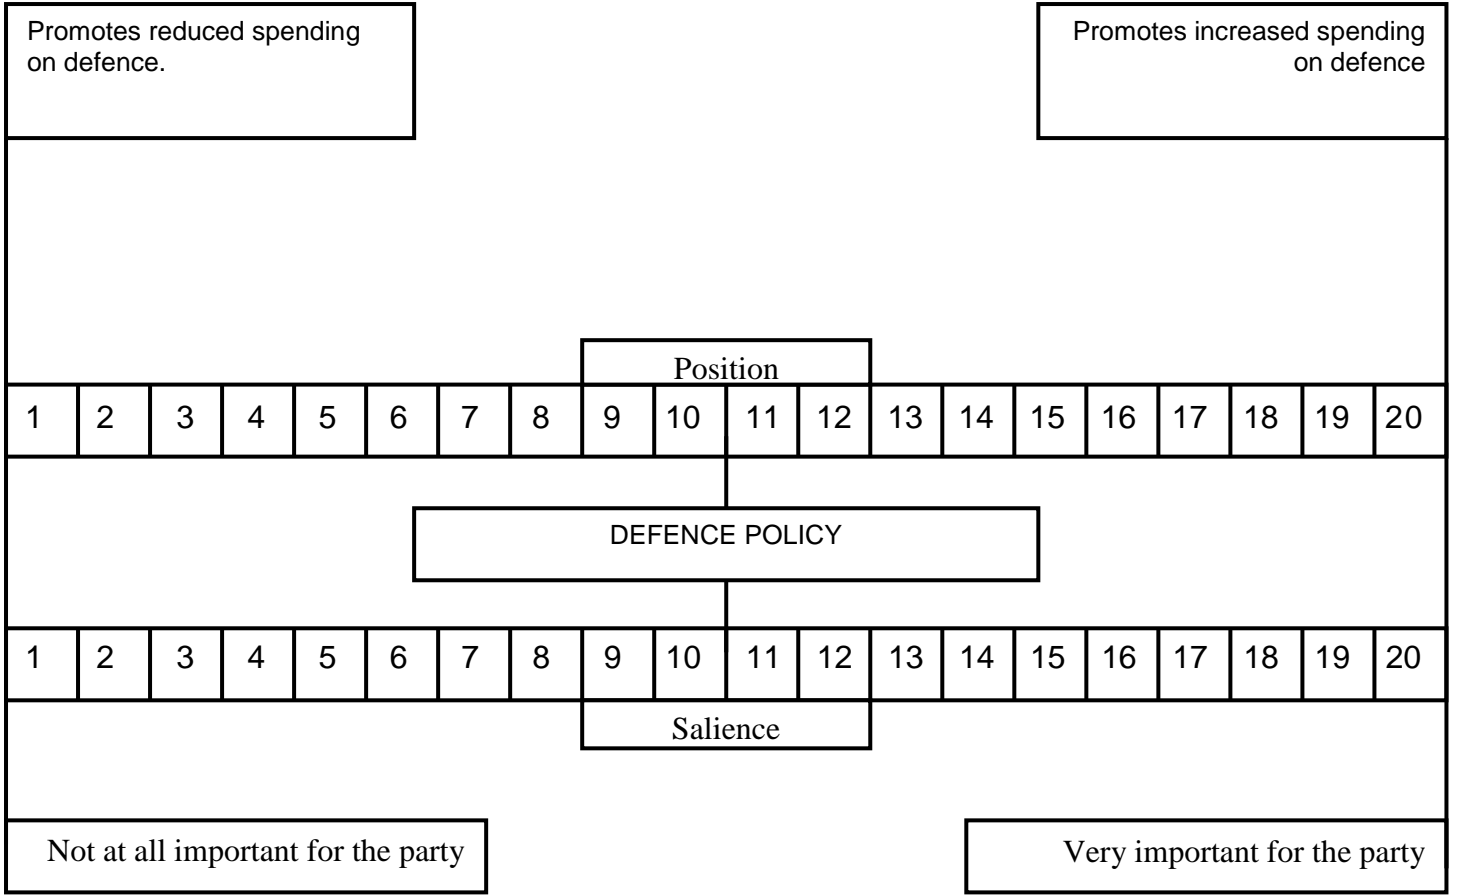 Promotes reduced spending
on defence.
Promotes increased spending
on defence
Position
1 2 3 4 5 6 7 8 9 10 11 12 13 14 15 16 17 18 19 20
DEFENCE POLICY
1 2 3 4 5 6 7 8 9 10 11 12 13 14 15 16 17 18 19 20
Salience
Not at all important for the party
Very important for the party